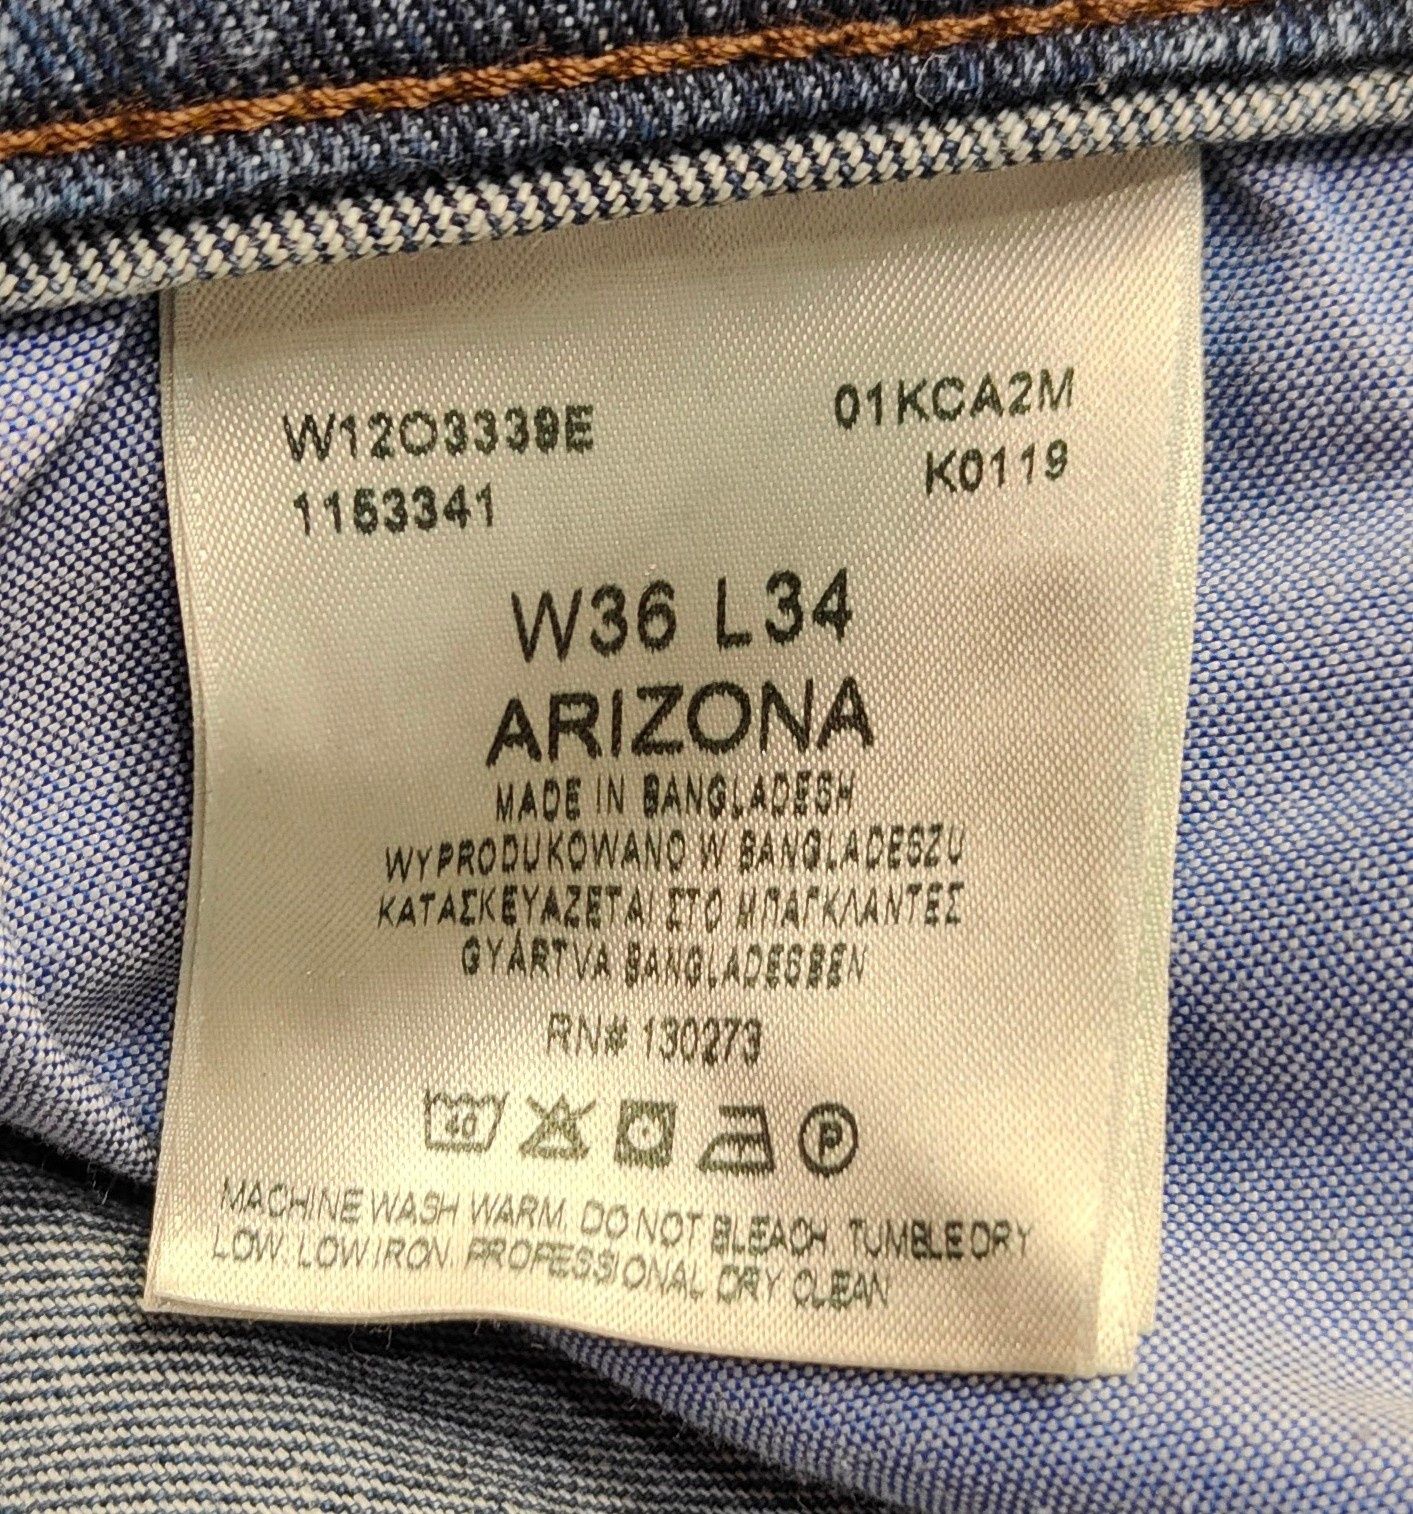 W12O3339E 01KCA2M
1153341 K0119
W36 L34
ARIZONA
MADE IN BANGLADESH
WYPRODUKOWANO W BANGLADESZU
ΚΑΤΑΣΚΕΥΑΖΕΤΑΙ ΣΤΟ ΜΠΑΓΚΛΑΝΤΕΣ
GYÁRTVA BANGLADESBEN
RN# 130273
40 P
MACHINE WASH WARM. DO NOT BLEACH. TUMBLE DRY
LOW. LOW IRON. PROFESSIONAL DRY CLEAN